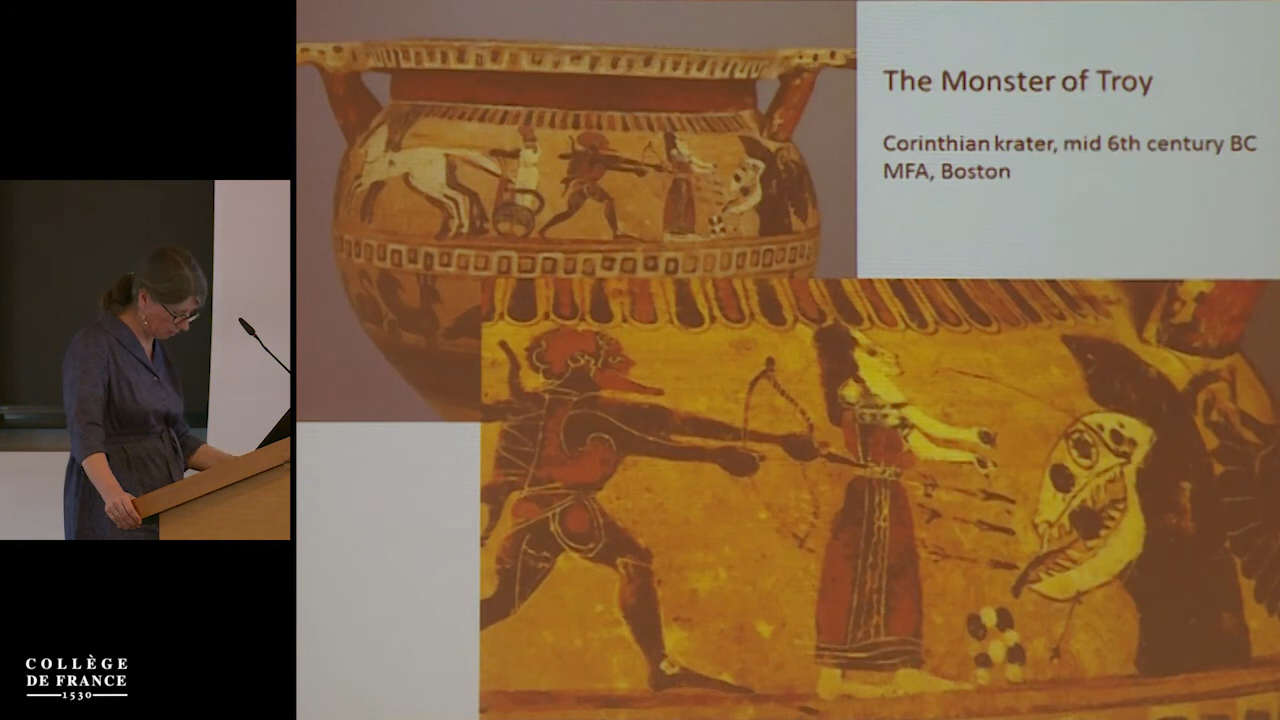 The Monster of Troy
Corinthian krater, mid 6th century BC
MFA, Boston
COLLÈGE
DE FRANCE
1530